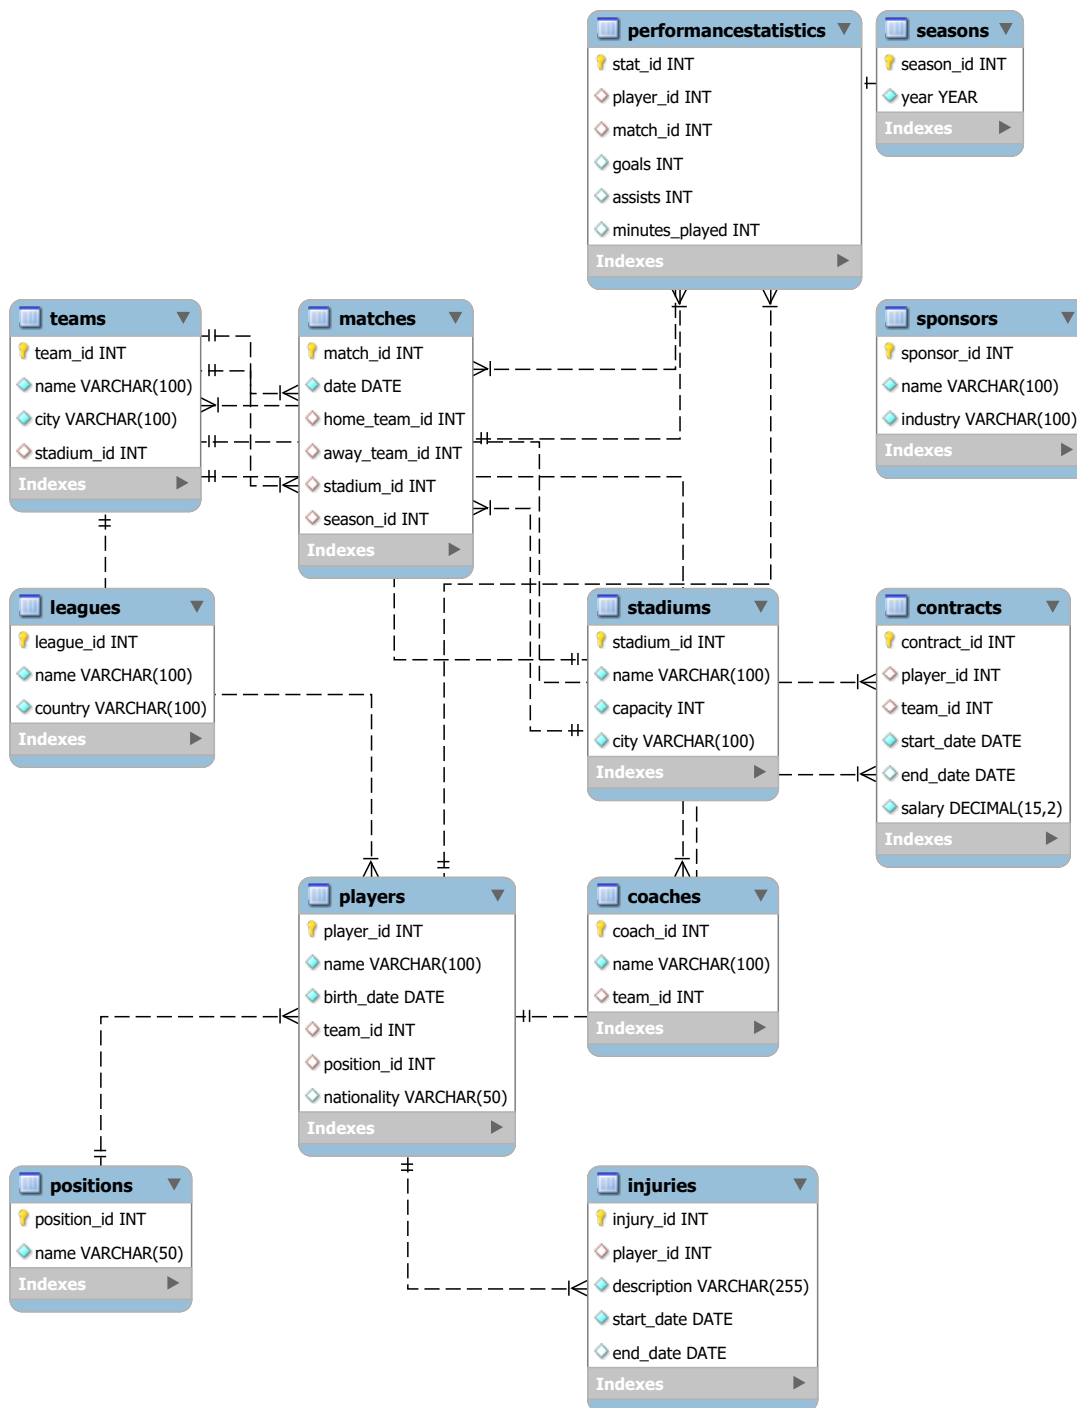 performancestatistics
stat_id INT
player_id INT
match_id INT
goals INT
assists INT
minutes_played INT
Indexes
seasons
season_id INT
year YEAR
Indexes
teams
team_id INT
name VARCHAR(100)
city VARCHAR(100)
stadium_id INT
Indexes
matches
match_id INT
date DATE
home_team_id INT
away_team_id INT
stadium_id INT
season_id INT
Indexes
sponsors
sponsor_id INT
name VARCHAR(100)
industry VARCHAR(100)
Indexes
leagues
league_id INT
name VARCHAR(100)
country VARCHAR(100)
Indexes
stadiums
stadium_id INT
name VARCHAR(100)
capacity INT
city VARCHAR(100)
Indexes
contracts
contract_id INT
player_id INT
team_id INT
start_date DATE
end_date DATE
salary DECIMAL(15,2)
Indexes
players
player_id INT
name VARCHAR(100)
birth_date DATE
team_id INT
position_id INT
nationality VARCHAR(50)
Indexes
coaches
coach_id INT
name VARCHAR(100)
team_id INT
Indexes
positions
position_id INT
name VARCHAR(50)
Indexes
injuries
injury_id INT
player_id INT
description VARCHAR(255)
start_date DATE
end_date DATE
Indexes